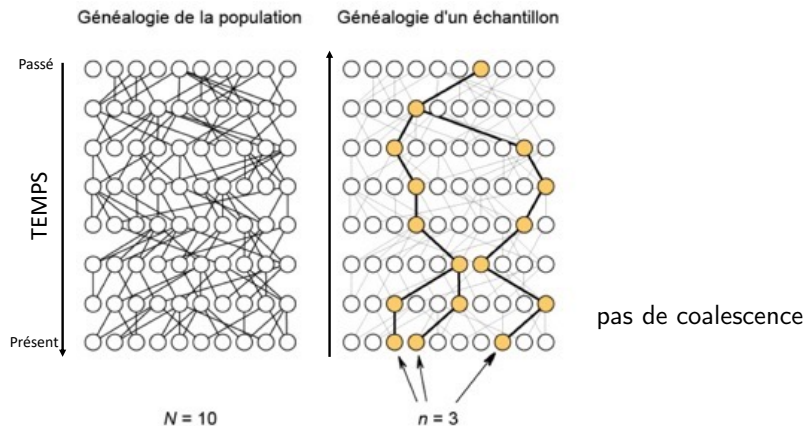 Généalogie de la population
Généalogie d'un échantillon
Passé
TEMPS
Présent
pas de coalescence
N = 10
n = 3